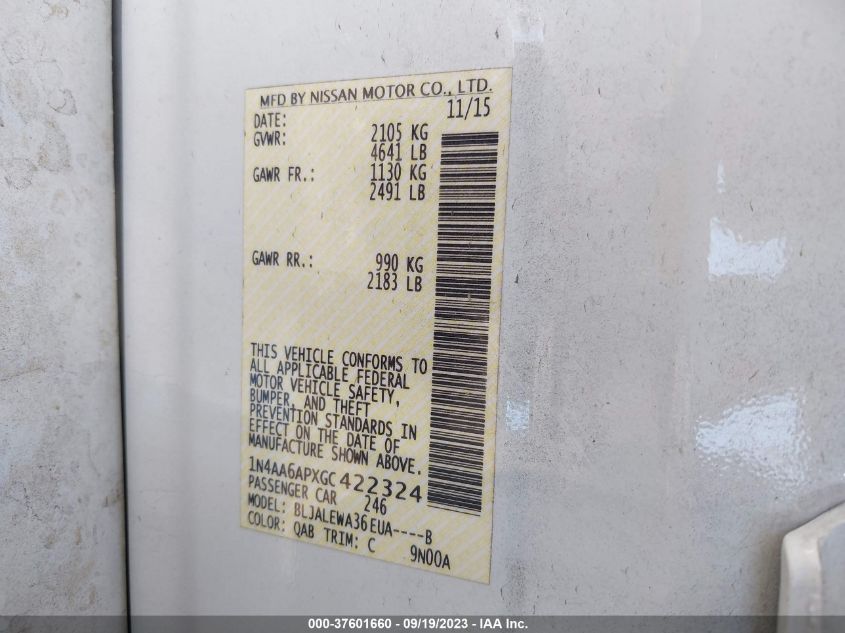 MFD BY NISSAN MOTOR CO., LTD.
DATE: 11/15
GVWR: 2105 KG
4641 LB
GAWR FR.: 1130 KG
2491 LB
GAWR RR.: 990 KG
2183 LB
THIS VEHICLE CONFORMS TO
ALL APPLICABLE FEDERAL
MOTOR VEHICLE SAFETY,
BUMPER, AND THEFT
PREVENTION STANDARDS IN
EFFECT ON THE DATE OF
MANUFACTURE SHOWN ABOVE.
1N4AA6APXGC422324
PASSENGER CAR 246
MODEL: BLJALEWA36EUA----B
COLOR: QAB TRIM: C 9N00A
000-37601660 - 09/19/2023 - IAA Inc.